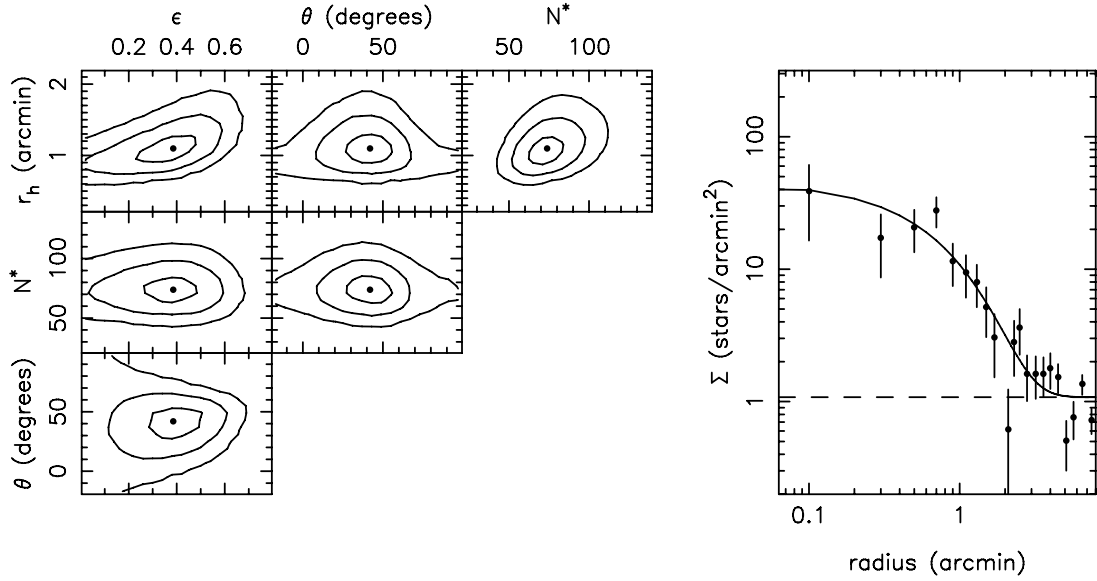 ϵ θ (degrees) N*
0.2 0.4 0.6 0 50 50 100
r_h (arcmin)
2
1
N*
100
50
θ (degrees)
50
0
Σ (stars/arcmin²)
100
10
1
0.1 1
radius (arcmin)